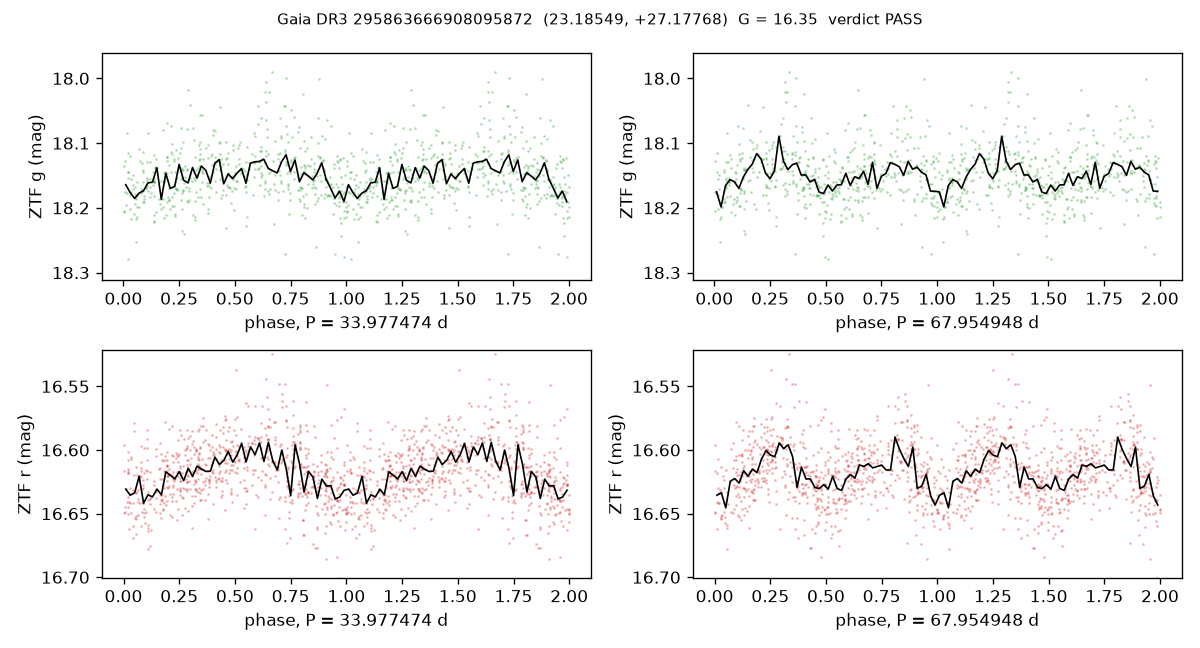 Gaia DR3 295863666908095872  (23.18549, +27.17768)  G = 16.35  verdict PASS
ZTF g (mag)
18.0
18.1
18.2
18.3
0.00 0.25 0.50 0.75 1.00 1.25 1.50 1.75 2.00
phase, P = 33.977474 d
ZTF g (mag)
18.0
18.1
18.2
18.3
0.00 0.25 0.50 0.75 1.00 1.25 1.50 1.75 2.00
phase, P = 67.954948 d
ZTF r (mag)
16.55
16.60
16.65
16.70
0.00 0.25 0.50 0.75 1.00 1.25 1.50 1.75 2.00
phase, P = 33.977474 d
ZTF r (mag)
16.55
16.60
16.65
16.70
0.00 0.25 0.50 0.75 1.00 1.25 1.50 1.75 2.00
phase, P = 67.954948 d